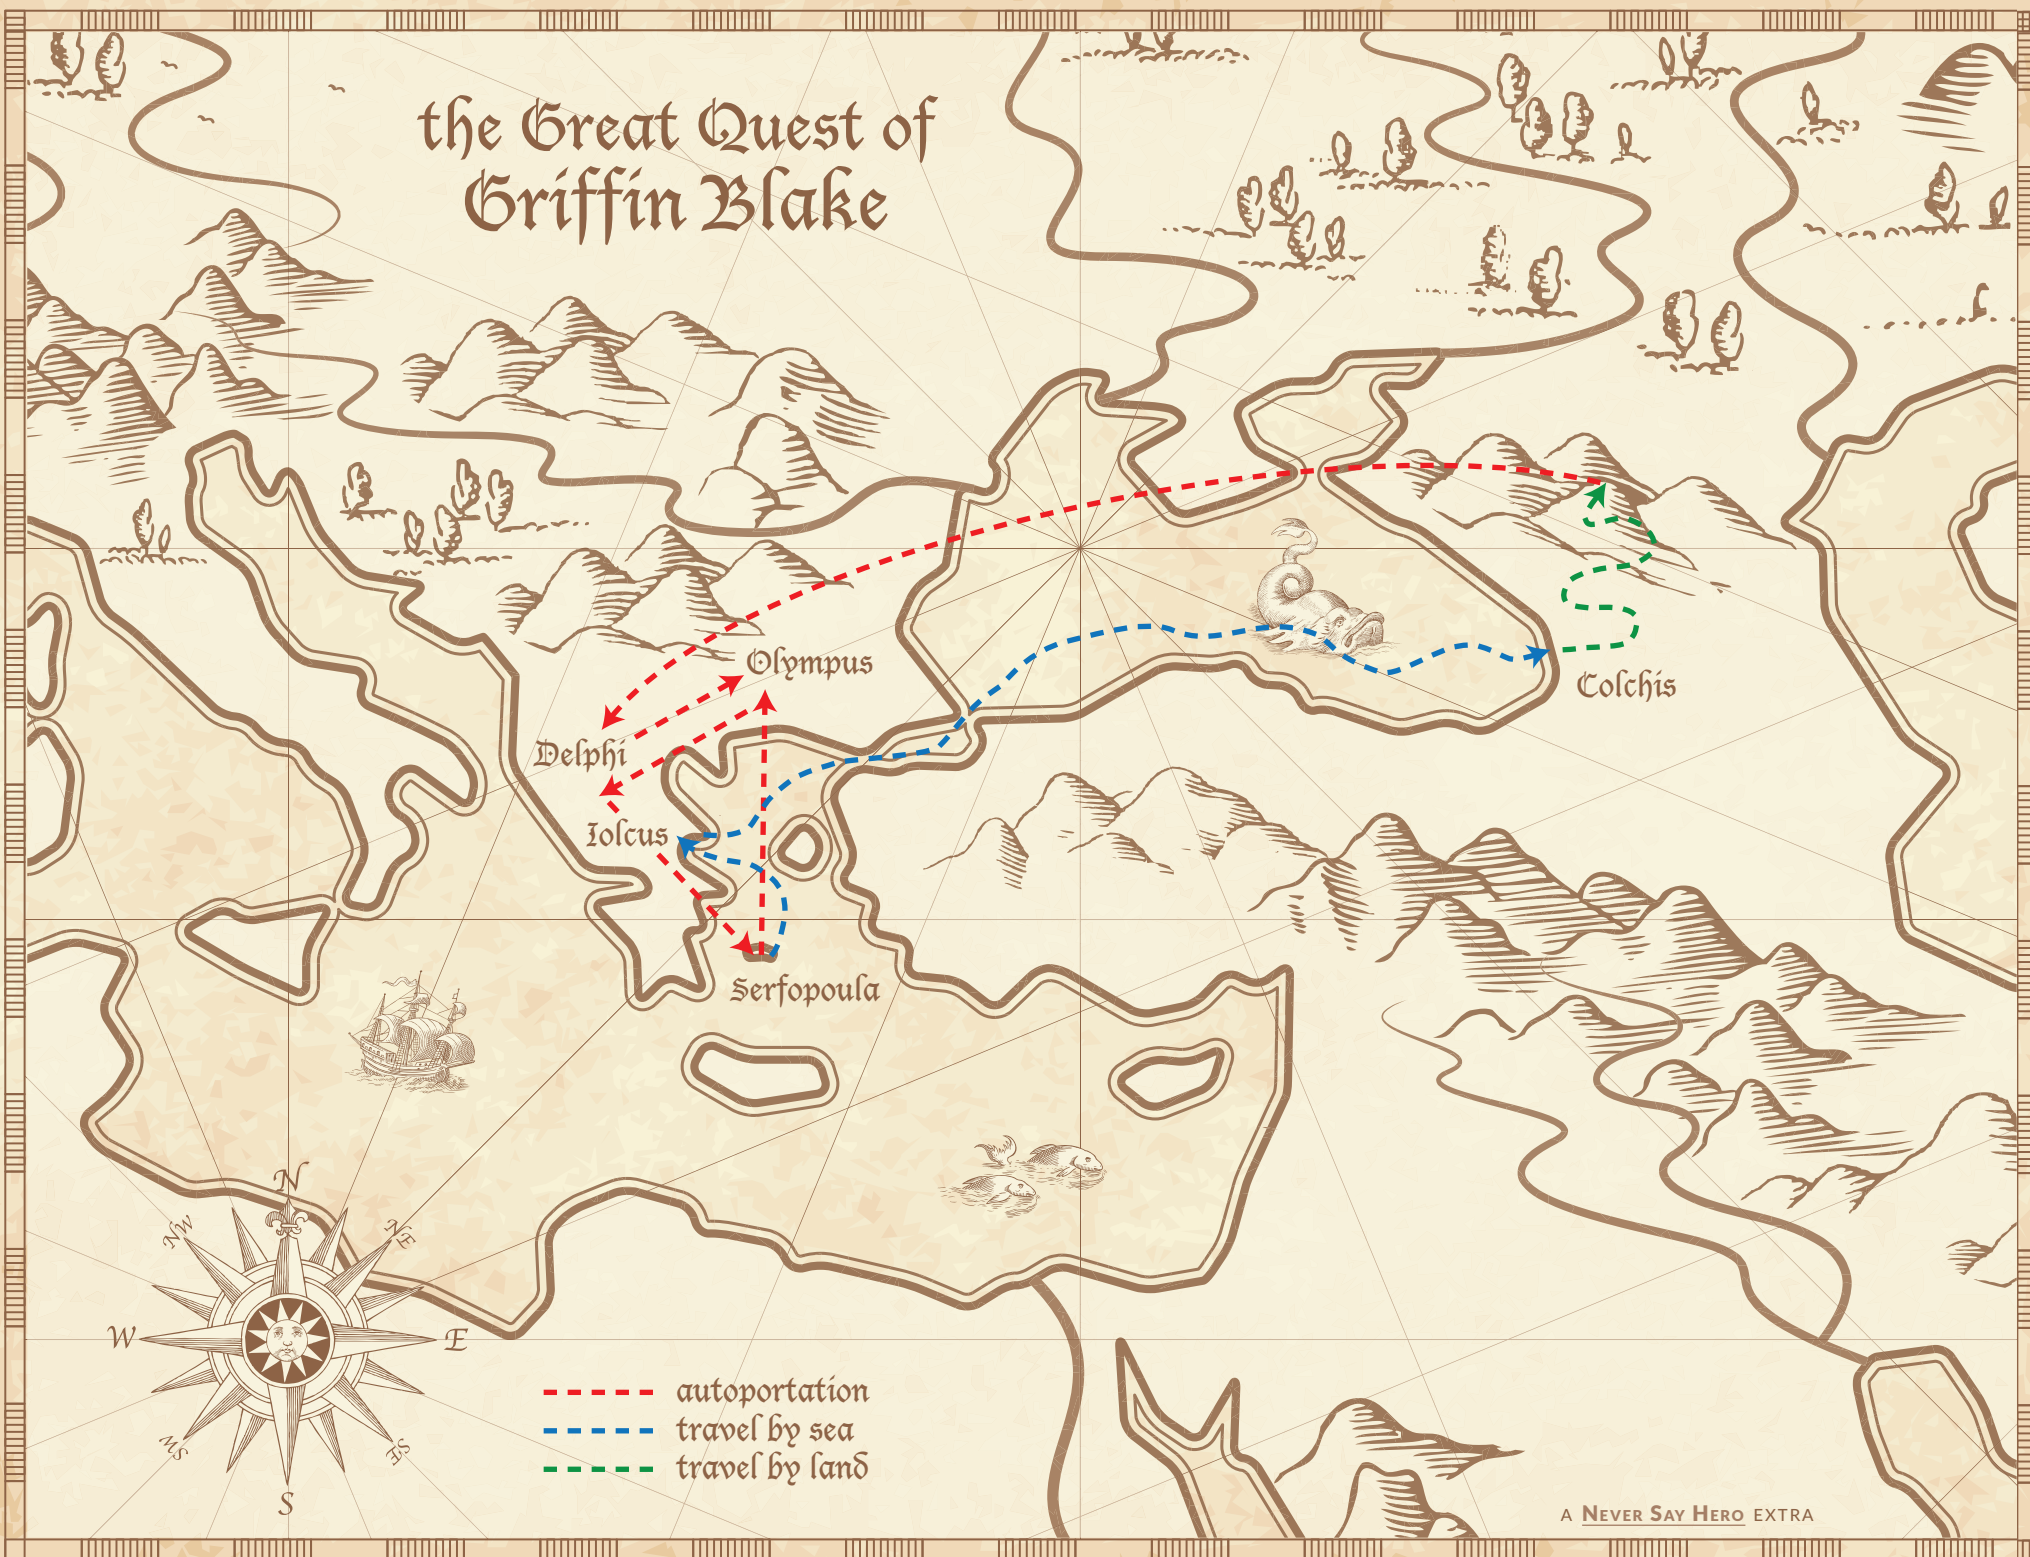 the Great Quest of
Griffin Blake
Olympus
Colchis
Delphi
Iolcus
Serfopoula
N
NW
NE
W
E
SW
SE
S
autoportation
travel by sea
travel by land
A NEVER SAY HERO EXTRA